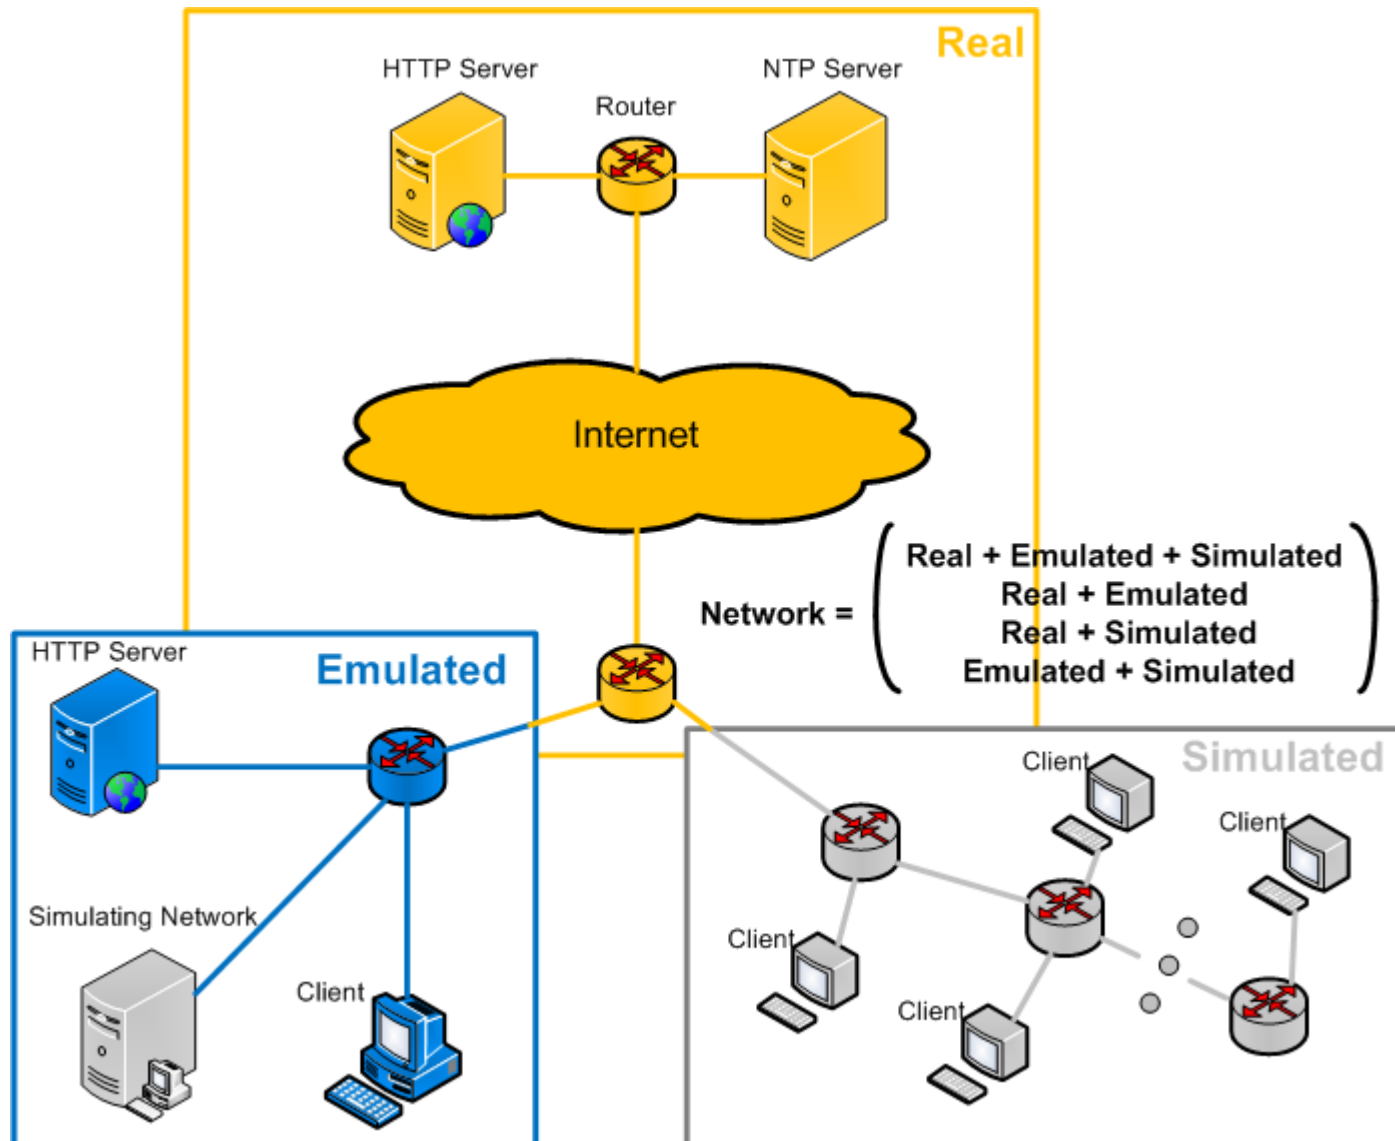 Real
HTTP Server
NTP Server
Router
Internet
Network =
Real + Emulated + Simulated
Real + Emulated
Real + Simulated
Emulated + Simulated
HTTP Server
Emulated
Simulating Network
Client
Simulated
Client
Client
Client
Client